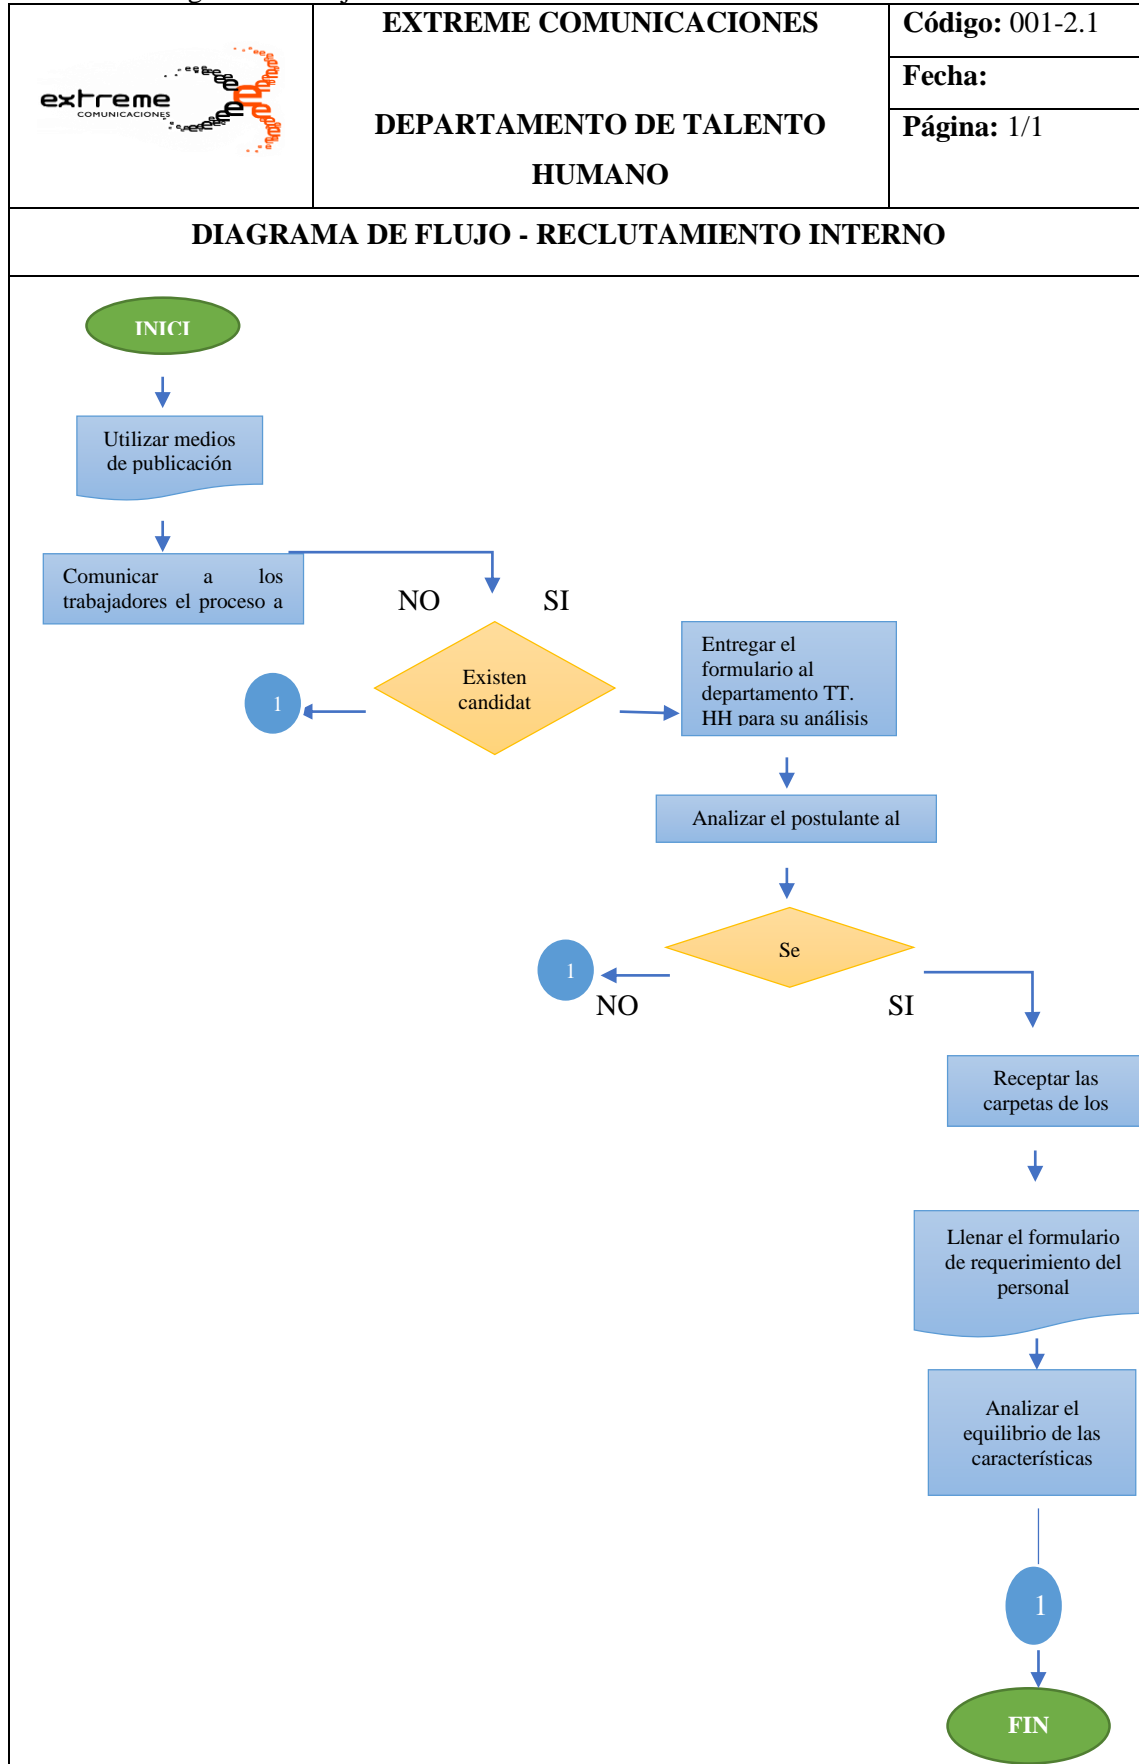 extreme
COMUNICACIONES
EXTREME COMUNICACIONES
DEPARTAMENTO DE TALENTO
HUMANO
Código: 001-2.1
Fecha:
Página: 1/1
DIAGRAMA DE FLUJO - RECLUTAMIENTO INTERNO
INICI
Utilizar medios
de publicación
Comunicar a los
trabajadores el proceso a
NO
SI
Existen
candidat
1
Entregar el
formulario al
departamento TT.
HH para su análisis
Analizar el postulante al
Se
1
NO
SI
Receptar las
carpetas de los
Llenar el formulario
de requerimiento del
personal
Analizar el
equilibrio de las
características
1
FIN